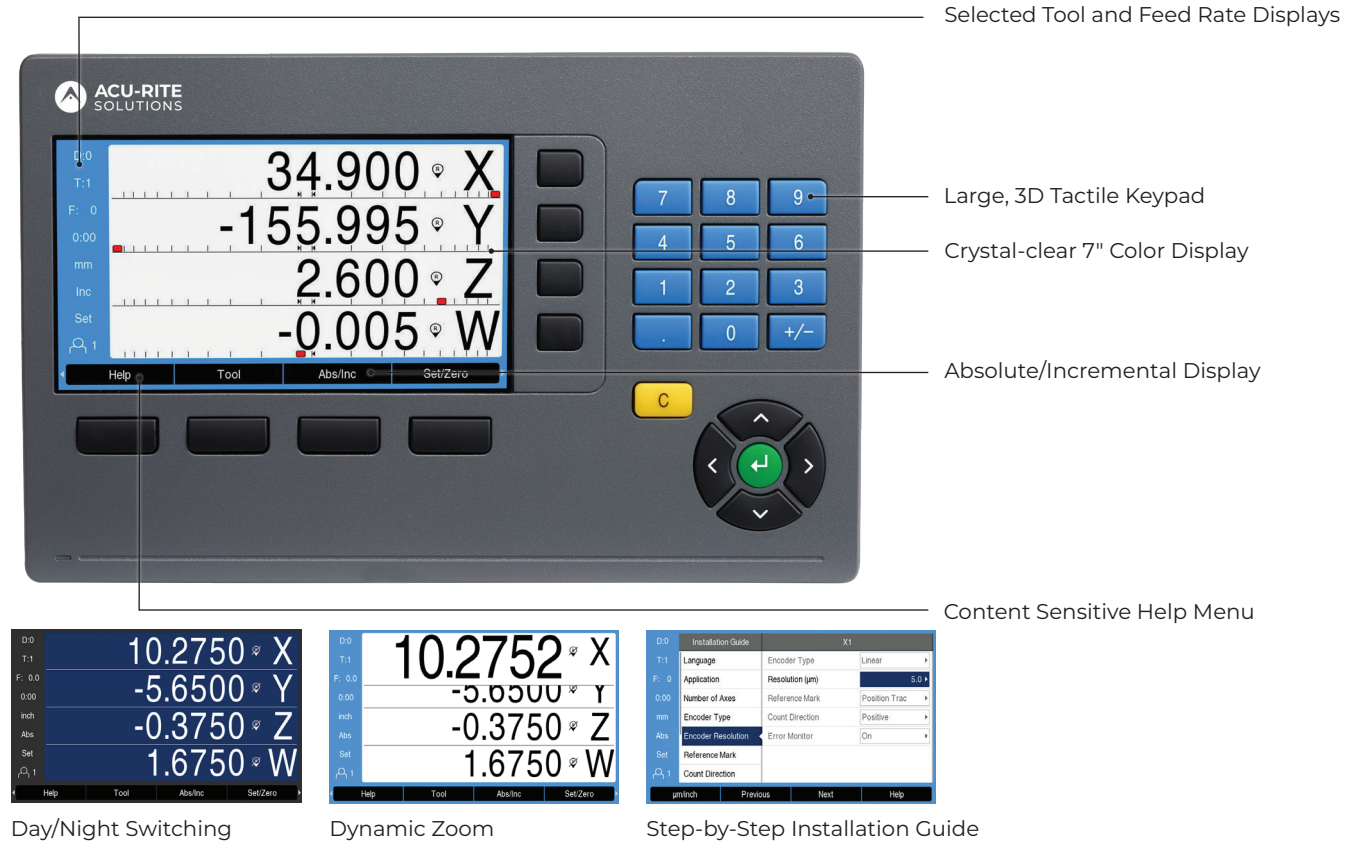 Selected Tool and Feed Rate Displays
ACU-RITE
SOLUTIONS
D:0
T:1
F: 0
0:00
mm
Inc
Set
1
34.900 R X
-155.995 R Y
2.600 R Z
-0.005 R W
Help Tool Abs/Inc Set/Zero
7 8 9
4 5 6
1 2 3
. 0 +/-
C
Large, 3D Tactile Keypad
Crystal-clear 7" Color Display
Absolute/Incremental Display
Content Sensitive Help Menu
D:0
T:1
F: 0.0
0:00
inch
Abs
Set
1
10.2750 X
-5.6500 Y
-0.3750 Z
1.6750 W
Help Tool Abs/Inc Set/Zero
Day/Night Switching
D:0
T:1
F: 0.0
0:00
inch
Abs
Set
1
10.2752 X
-5.6500 Y
-0.3750 Z
1.6750 W
Help Tool Abs/Inc Set/Zero
Dynamic Zoom
D:0
T:1
F: 0
0:00
mm
Abs
Set
1
Installation Guide X1
Language Encoder Type Linear
Application Resolution (µm) 5.0
Number of Axes Reference Mark Position Trac
Encoder Type Count Direction Positive
Encoder Resolution Error Monitor On
Reference Mark
Count Direction
µm/inch Previous Next Help
Step-by-Step Installation Guide